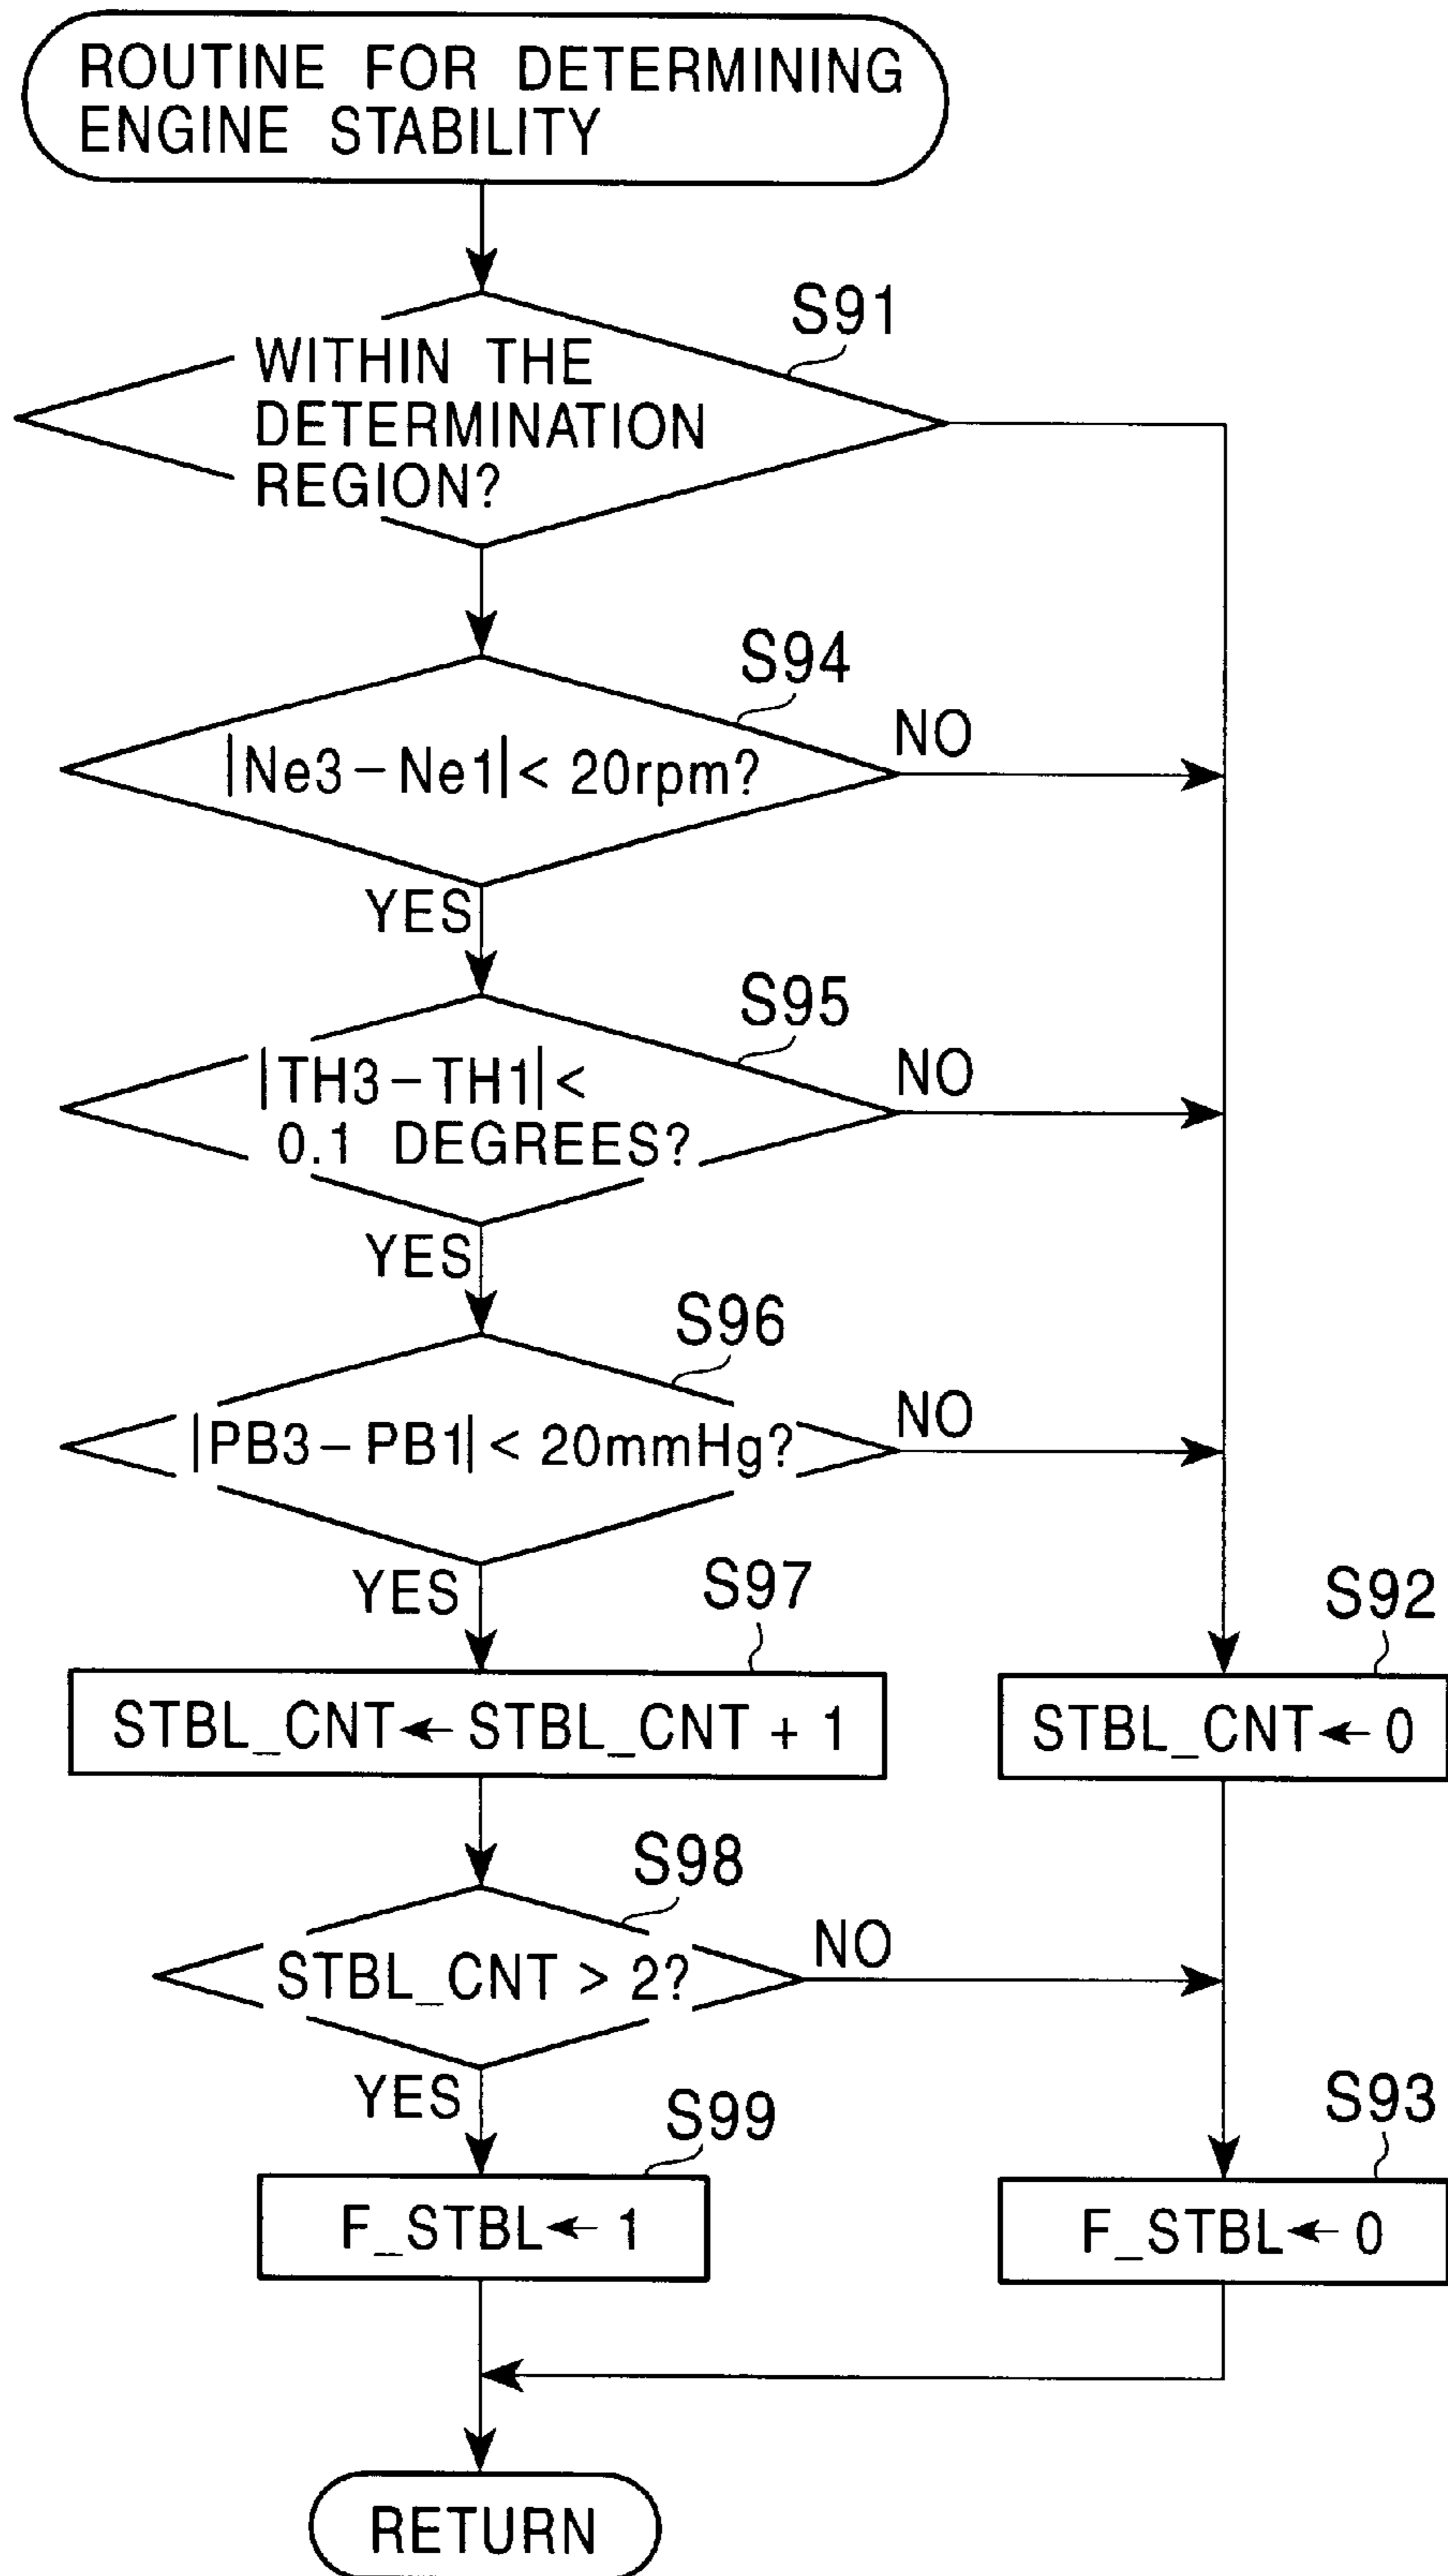 ROUTINE FOR DETERMINING
ENGINE STABILITY
S91
WITHIN THE
DETERMINATION
REGION?
S94
|Ne3-Ne1|< 20rpm?
NO
YES
S95
|TH3-TH1|<
0.1 DEGREES?
NO
YES
S96
|PB3-PB1|< 20mmHg?
NO
YES
S97
STBL_CNT← STBL_CNT + 1
S92
STBL_CNT← 0
S98
STBL_CNT > 2?
NO
YES
S99
F_STBL← 1
S93
F_STBL← 0
RETURN